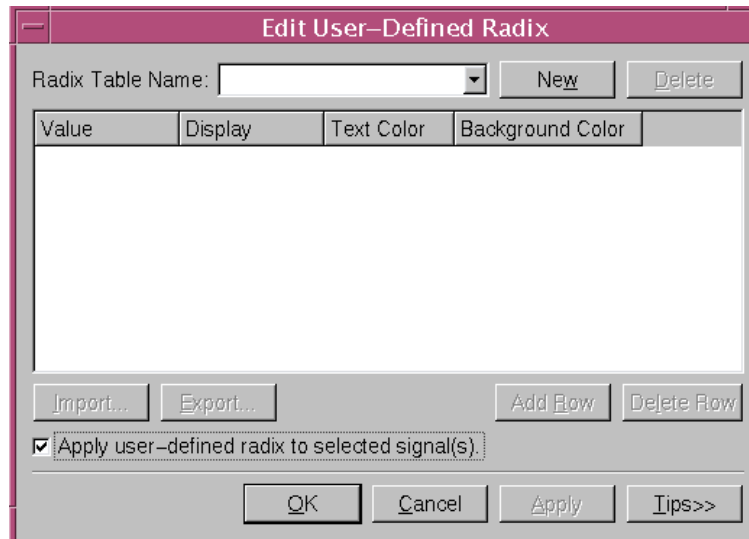 Edit User-Defined Radix
Radix Table Name: New Delete
Value Display Text Color Background Color
Import... Export... Add Row Delete Row
Apply user-defined radix to selected signal(s).
OK Cancel Apply Tips>>